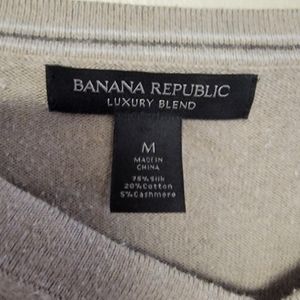 BANANA REPUBLIC
LUXURY BLEND
M
MADE IN
CHINA
75% Silk
20% Cotton
5% Cashmere